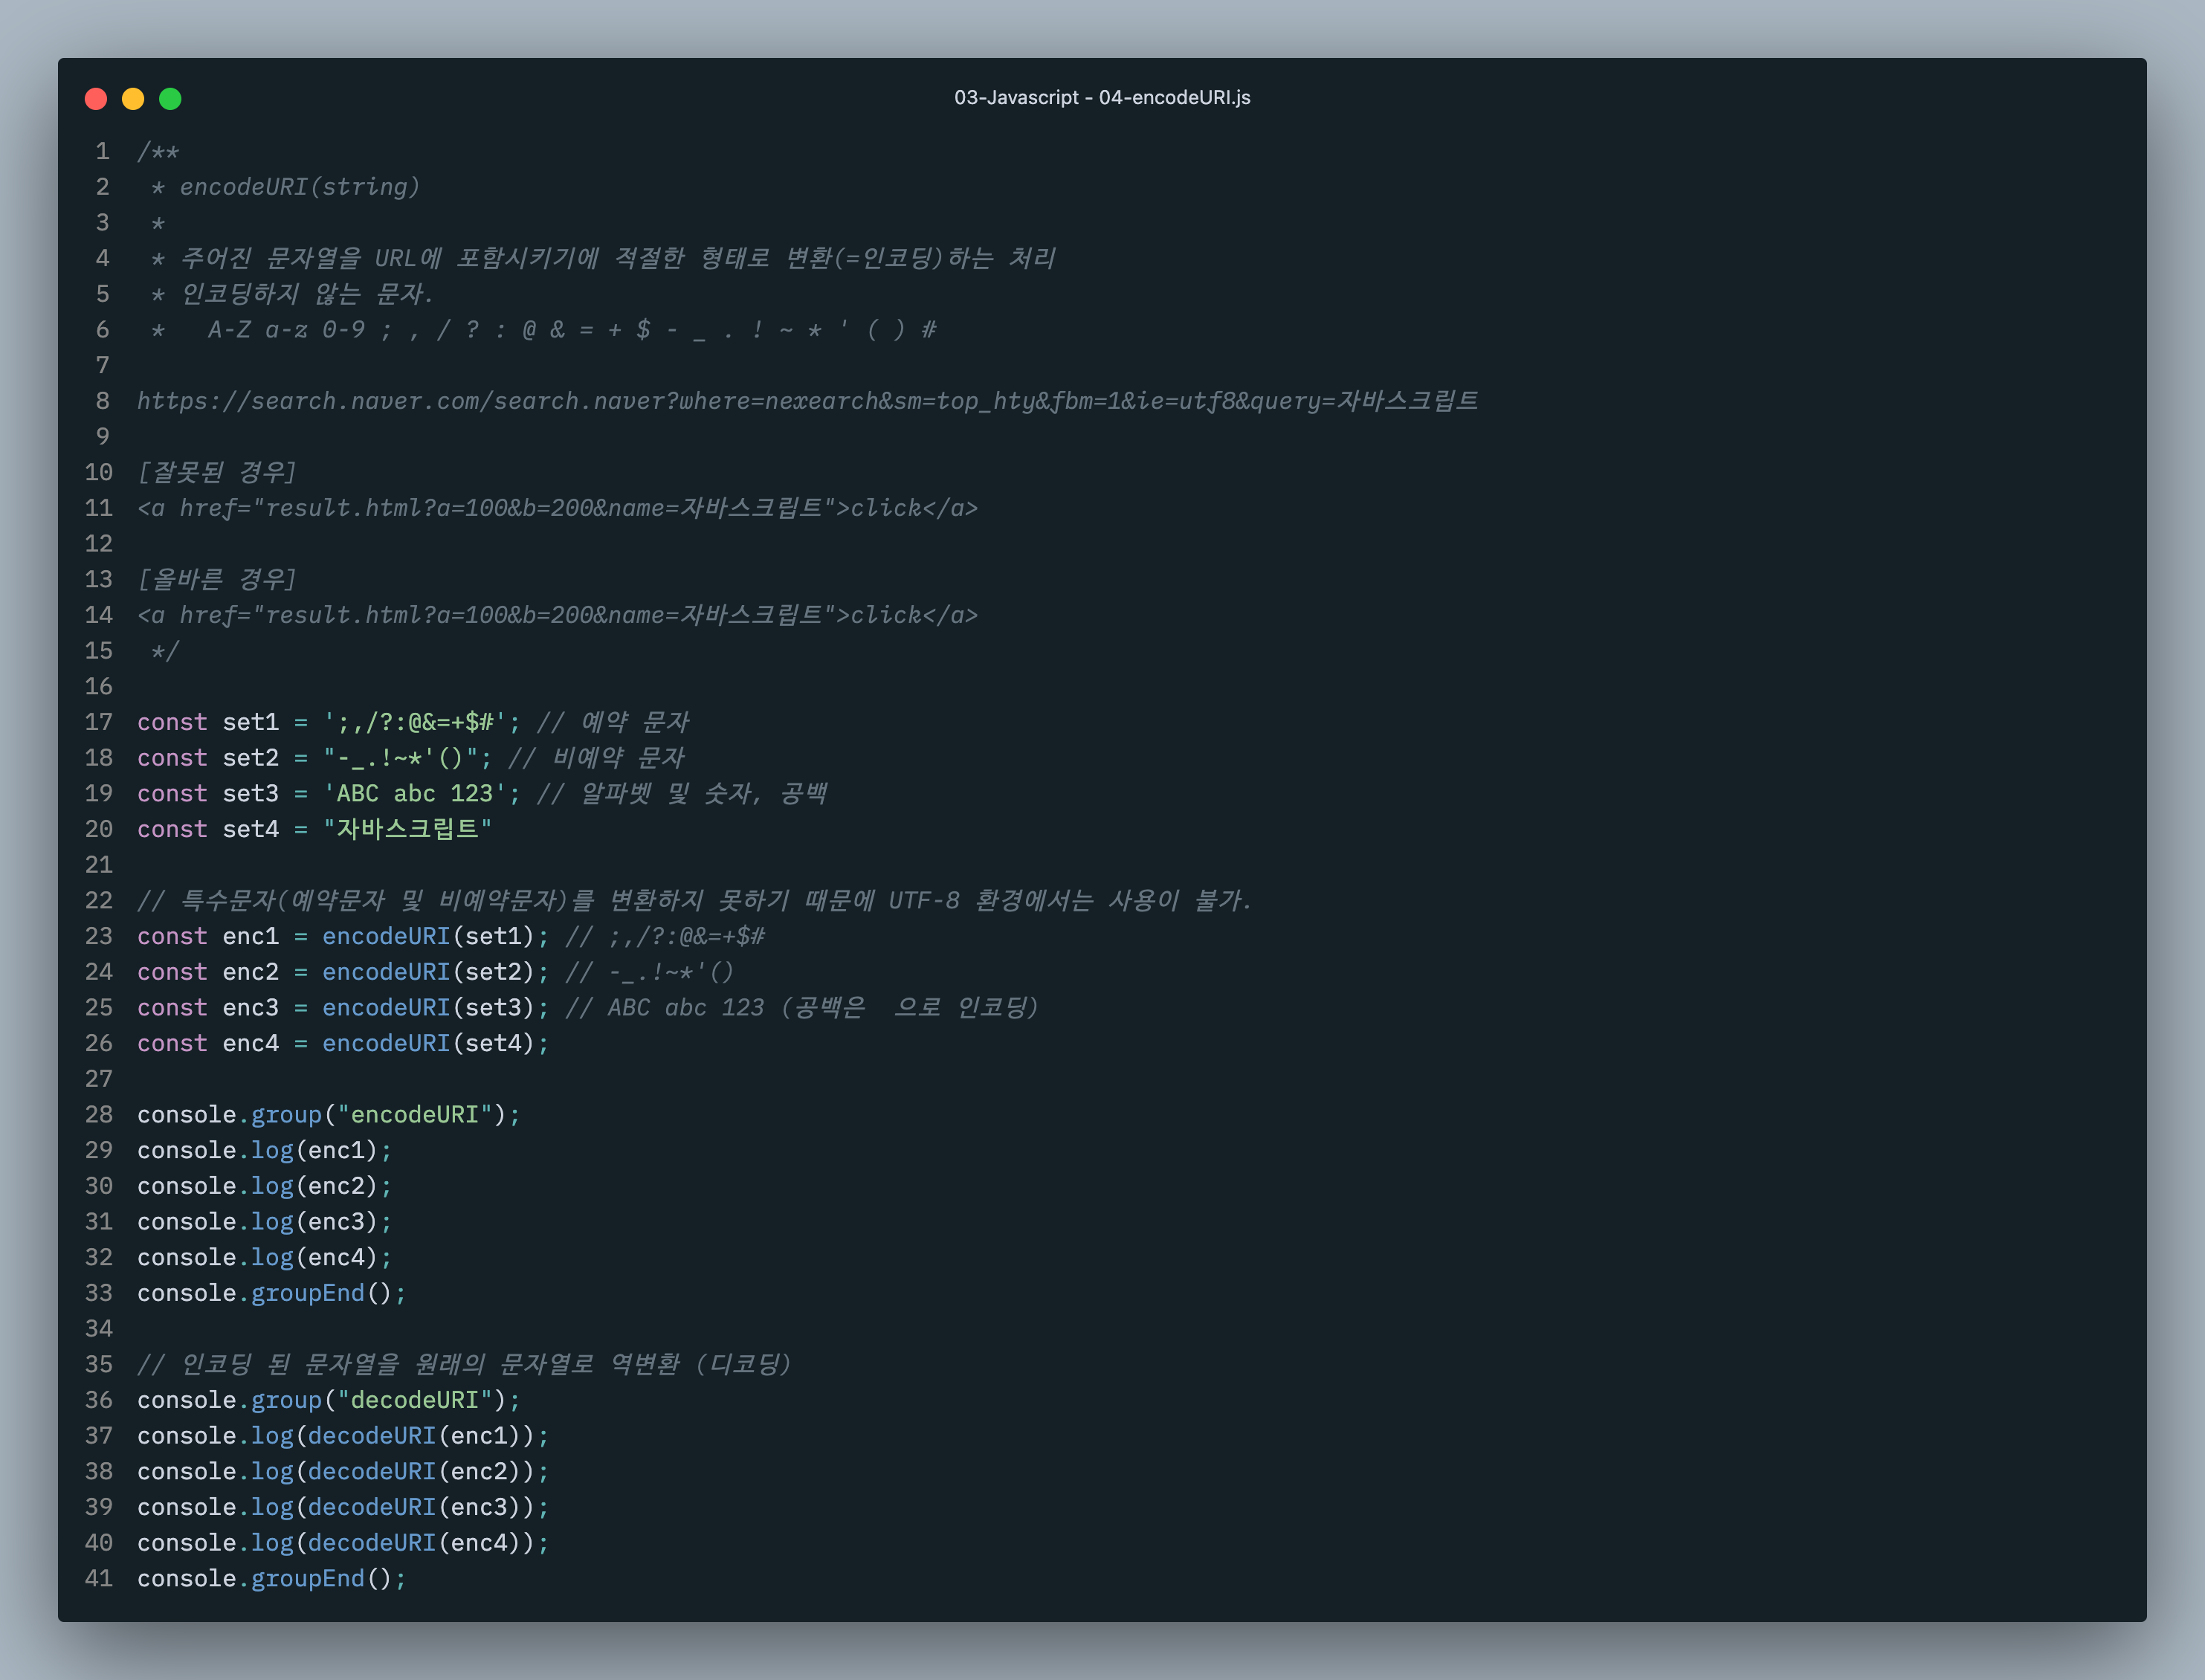 03-Javascript - 04-encodeURI.js
1 /**
2  * encodeURI(string)
3  *
4  * 주어진 문자열을 URL에 포함시키기에 적절한 형태로 변환(=인코딩)하는 처리
5  * 인코딩하지 않는 문자.
6  *   A-Z a-z 0-9 ; , / ? : @ & = + $ - _ . ! ~ * ' ( ) #
7
8 https://search.naver.com/search.naver?where=nexearch&sm=top_hty&fbm=1&ie=utf8&query=자바스크립트
9
10 [잘못된 경우]
11 <a href="result.html?a=100&b=200&name=자바스크립트">click</a>
12
13 [올바른 경우]
14 <a href="result.html?a=100&b=200&name=자바스크립트">click</a>
15  */
16
17 const set1 = ';,/?:@&=+$#'; // 예약 문자
18 const set2 = "-_.!~*'()"; // 비예약 문자
19 const set3 = 'ABC abc 123'; // 알파벳 및 숫자, 공백
20 const set4 = "자바스크립트"
21
22 // 특수문자(예약문자 및 비예약문자)를 변환하지 못하기 때문에 UTF-8 환경에서는 사용이 불가.
23 const enc1 = encodeURI(set1); // ;,/?:@&=+$#
24 const enc2 = encodeURI(set2); // -_.!~*'()
25 const enc3 = encodeURI(set3); // ABC abc 123 (공백은  으로 인코딩)
26 const enc4 = encodeURI(set4);
27
28 console.group("encodeURI");
29 console.log(enc1);
30 console.log(enc2);
31 console.log(enc3);
32 console.log(enc4);
33 console.groupEnd();
34
35 // 인코딩 된 문자열을 원래의 문자열로 역변환 (디코딩)
36 console.group("decodeURI");
37 console.log(decodeURI(enc1));
38 console.log(decodeURI(enc2));
39 console.log(decodeURI(enc3));
40 console.log(decodeURI(enc4));
41 console.groupEnd();